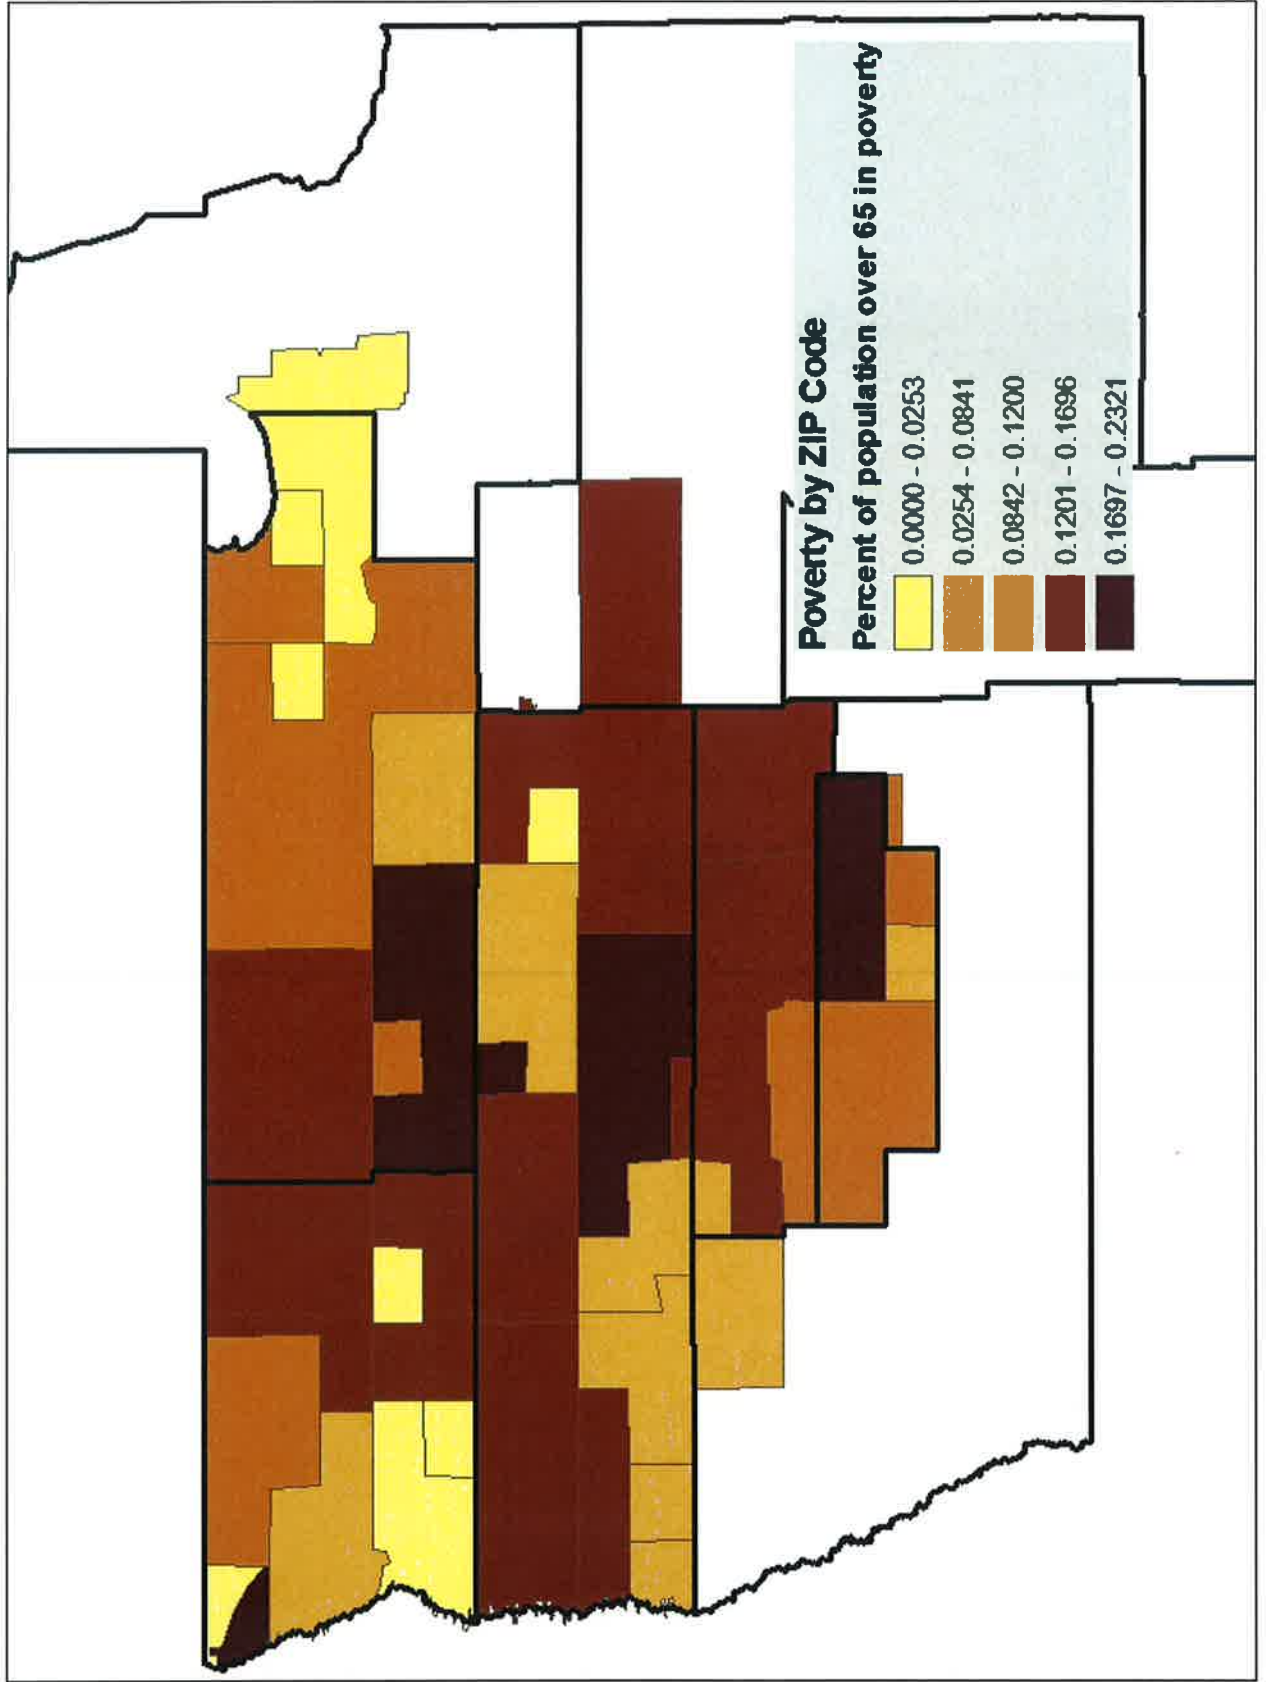 Poverty by ZIP Code
Percent of population over 65 in poverty
0.0000 - 0.0253
0.0254 - 0.0841
0.0842 - 0.1200
0.1201 - 0.1696
0.1697 - 0.2321